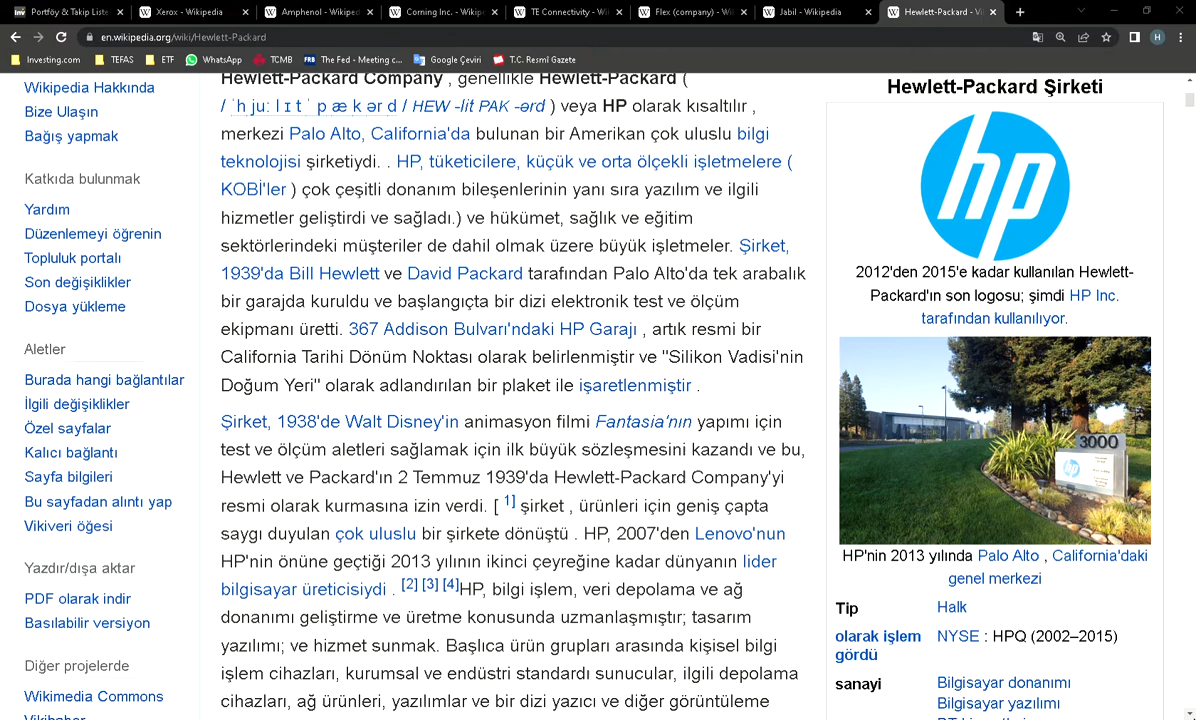 Portföy & Takip Liste
Xerox - Wikipedia
Amphenol - Wikiped
Corning Inc. - Wikipe
TE Connectivity - Wi
Flex (company) - Wi
Jabil - Wikipedia
Hewlett-Packard - Vi
en.wikipedia.org/wiki/Hewlett-Packard
H
Investing.com
TEFAS
ETF
WhatsApp
TCMB
FRB
The Fed - Meeting c...
Google Çeviri
T.C. Resmî Gazete
Wikipedia Hakkında
Bize Ulaşın
Bağış yapmak
Katkıda bulunmak
Yardım
Düzenlemeyi öğrenin
Topluluk portalı
Son değişiklikler
Dosya yükleme
Aletler
Burada hangi bağlantılar
İlgili değişiklikler
Özel sayfalar
Kalıcı bağlantı
Sayfa bilgileri
Bu sayfadan alıntı yap
Vikiveri öğesi
Yazdır/dışa aktar
PDF olarak indir
Basılabilir versiyon
Diğer projelerde
Wikimedia Commons
Vikihaber
Hewlett-Packard Company , genellikle Hewlett-Packard (
/ ˈh juː l ɪ t ˈ p æ k ər d / HEW -lit PAK -ərd ) veya HP olarak kısaltılır ,
merkezi Palo Alto, California'da bulunan bir Amerikan çok uluslu bilgi
teknolojisi şirketiydi. . HP, tüketicilere, küçük ve orta ölçekli işletmelere (
KOBİ'ler ) çok çeşitli donanım bileşenlerinin yanı sıra yazılım ve ilgili
hizmetler geliştirdi ve sağladı.) ve hükümet, sağlık ve eğitim
sektörlerindeki müşteriler de dahil olmak üzere büyük işletmeler. Şirket,
1939'da Bill Hewlett ve David Packard tarafından Palo Alto'da tek arabalık
bir garajda kuruldu ve başlangıçta bir dizi elektronik test ve ölçüm
ekipmanı üretti. 367 Addison Bulvarı'ndaki HP Garajı , artık resmi bir
California Tarihi Dönüm Noktası olarak belirlenmiştir ve "Silikon Vadisi'nin
Doğum Yeri" olarak adlandırılan bir plaket ile işaretlenmiştir .
Şirket, 1938'de Walt Disney'in animasyon filmi Fantasia'nın yapımı için
test ve ölçüm aletleri sağlamak için ilk büyük sözleşmesini kazandı ve bu,
Hewlett ve Packard'ın 2 Temmuz 1939'da Hewlett-Packard Company'yi
resmi olarak kurmasına izin verdi. [ 1] şirket , ürünleri için geniş çapta
saygı duyulan çok uluslu bir şirkete dönüştü . HP, 2007'den Lenovo'nun
HP'nin önüne geçtiği 2013 yılının ikinci çeyreğine kadar dünyanın lider
bilgisayar üreticisiydi . [2] [3] [4]HP, bilgi işlem, veri depolama ve ağ
donanımı geliştirme ve üretme konusunda uzmanlaşmıştır; tasarım
yazılımı; ve hizmet sunmak. Başlıca ürün grupları arasında kişisel bilgi
işlem cihazları, kurumsal ve endüstri standardı sunucular, ilgili depolama
cihazları, ağ ürünleri, yazılımlar ve bir dizi yazıcı ve diğer görüntüleme
Hewlett-Packard Şirketi
hp
2012'den 2015'e kadar kullanılan Hewlett-
Packard'ın son logosu; şimdi HP Inc.
tarafından kullanılıyor.
3000
hp
HP'nin 2013 yılında Palo Alto , California'daki
genel merkezi
Tip Halk
olarak işlem NYSE : HPQ (2002–2015)
gördü
sanayi Bilgisayar donanımı
Bilgisayar yazılımı